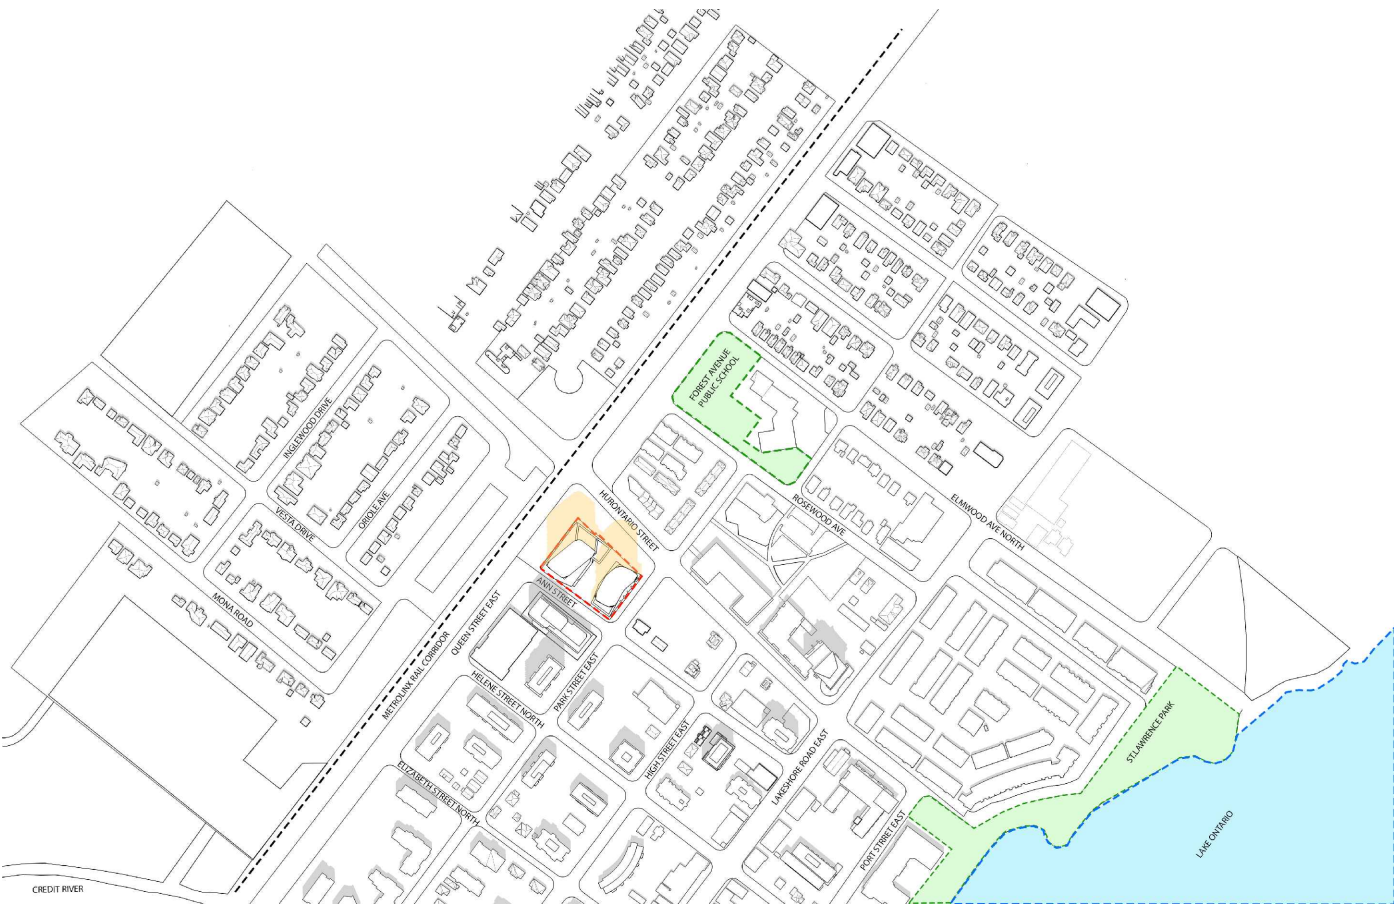 FOREST AVENUE
PUBLIC SCHOOL
INGLEWOOD DRIVE
ORIOLE AVE
VESTA DRIVE
HURONTARIO STREET
ROSEWOOD AVE
ELMWOOD AVE NORTH
MONA ROAD
ANN STREET
QUEEN STREET EAST
METROLINX RAIL CORRIDOR
HELENE STREET NORTH
PARK STREET EAST
HIGH STREET EAST
ELIZABETH STREET NORTH
LAKESHORE ROAD EAST
PORT STRRET EAST
ST.LAWRENCE PARK
LAKE ONTARIO
CREDIT RIVER